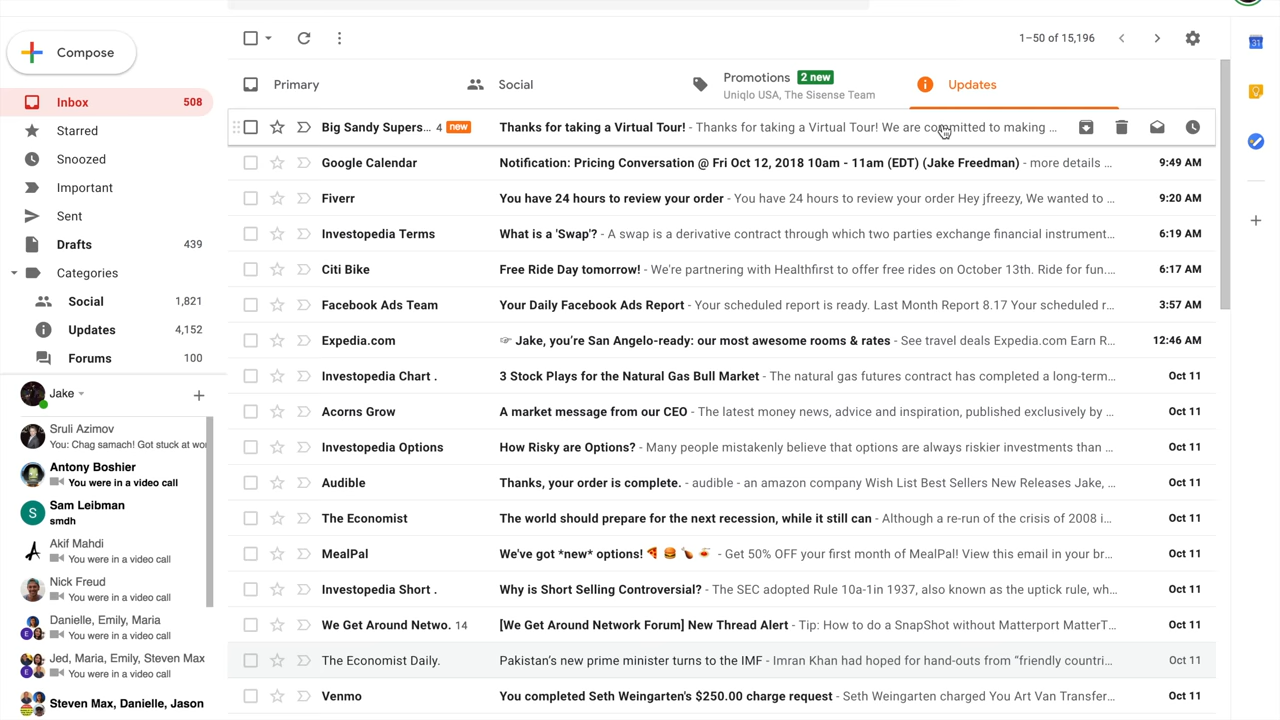 1–50 of 15,196
Compose
Primary
Social
Promotions 2 new
Uniqlo USA, The Sisense Team
Updates
Inbox 508
Starred
Snoozed
Important
Sent
Drafts 439
Categories
Social 1,821
Updates 4,152
Forums 100
Jake
Sruli Azimov
You: Chag samach! Got stuck at wor
Antony Boshier
You were in a video call
Sam Leibman
S
smdh
Akif Mahdi
You were in a video call
Nick Freud
You were in a video call
Danielle, Emily, Maria
You were in a video call
Jed, Maria, Emily, Steven Max
You were in a video call
Steven Max, Danielle, Jason
Big Sandy Supers... 4 new Thanks for taking a Virtual Tour! - Thanks for taking a Virtual Tour! We are committed to making ...
Google Calendar Notification: Pricing Conversation @ Fri Oct 12, 2018 10am - 11am (EDT) (Jake Freedman) - more details ... 9:49 AM
Fiverr You have 24 hours to review your order - You have 24 hours to review your order Hey jfreezy, We wanted to ... 9:20 AM
Investopedia Terms What is a 'Swap'? - A swap is a derivative contract through which two parties exchange financial instrument... 6:19 AM
Citi Bike Free Ride Day tomorrow! - We're partnering with Healthfirst to offer free rides on October 13th. Ride for fun.... 6:17 AM
Facebook Ads Team Your Daily Facebook Ads Report - Your scheduled report is ready. Last Month Report 8.17 Your scheduled r... 3:57 AM
Expedia.com ☞ Jake, you’re San Angelo-ready: our most awesome rooms & rates - See travel deals Expedia.com Earn R... 12:46 AM
Investopedia Chart . 3 Stock Plays for the Natural Gas Bull Market - The natural gas futures contract has completed a long-term... Oct 11
Acorns Grow A market message from our CEO - The latest money news, advice and inspiration, published exclusively by ... Oct 11
Investopedia Options How Risky are Options? - Many people mistakenly believe that options are always riskier investments than ... Oct 11
Audible Thanks, your order is complete. - audible - an amazon company Wish List Best Sellers New Releases Jake, ... Oct 11
The Economist The world should prepare for the next recession, while it still can - Although a re-run of the crisis of 2008 i... Oct 11
MealPal We've got *new* options! 🍕 🍔 🍗 🍜 - Get 50% OFF your first month of MealPal! View this email in your br... Oct 11
Investopedia Short . Why is Short Selling Controversial? - The SEC adopted Rule 10a-1in 1937, also known as the uptick rule, wh... Oct 11
We Get Around Netwo. 14 [We Get Around Network Forum] New Thread Alert - Tip: How to do a SnapShot without Matterport MatterT... Oct 11
The Economist Daily. Pakistan’s new prime minister turns to the IMF - Imran Khan had hoped for hand-outs from “friendly countri... Oct 11
Venmo You completed Seth Weingarten's $250.00 charge request - Seth Weingarten charged You Art Van Transfer... Oct 11
31